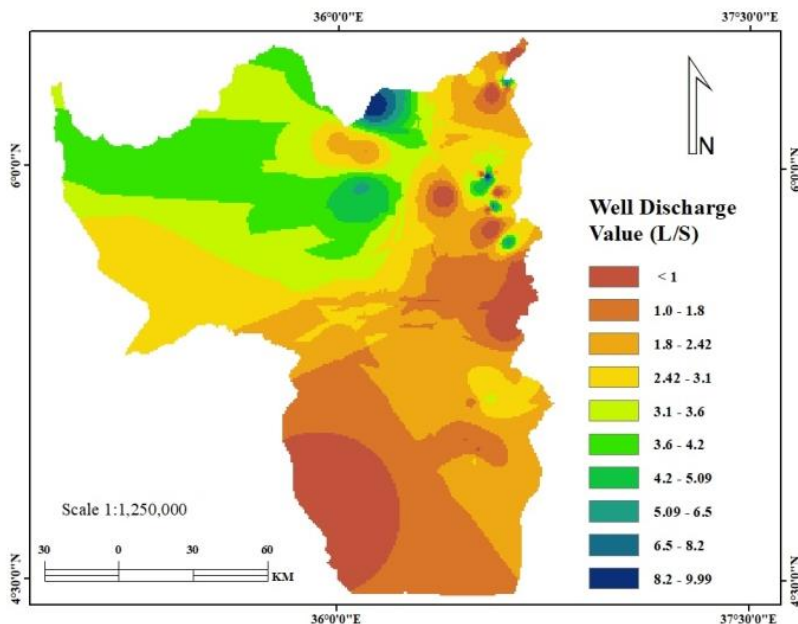 36°0'0"E 37°30'0"E
N
6°0'0"N 6°0'0"N
Well Discharge
Value (L/S)
< 1
1.0 - 1.8
1.8 - 2.42
2.42 - 3.1
3.1 - 3.6
3.6 - 4.2
4.2 - 5.09
5.09 - 6.5
6.5 - 8.2
8.2 - 9.99
Scale 1:1,250,000
30 0 30 60
KM
4°30'0"N 4°30'0"N
36°0'0"E 37°30'0"E